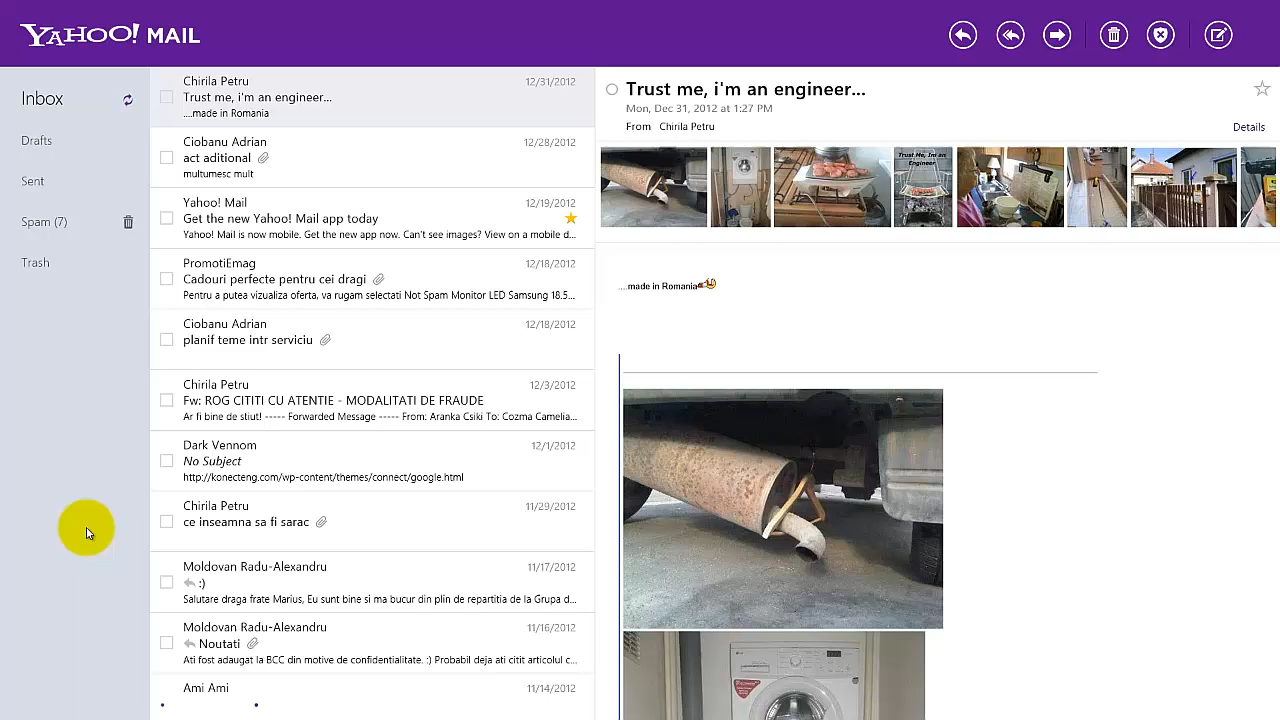 YAHOO! MAIL
Inbox
Drafts
Sent
Spam (7)
Trash
Chirila Petru 12/31/2012
Trust me, i'm an engineer...
....made in Romania
Ciobanu Adrian 12/28/2012
act aditional
multumesc mult
Yahoo! Mail 12/19/2012
Get the new Yahoo! Mail app today
Yahoo! Mail is now mobile. Get the new app now. Can't see images? View on a mobile d...
PromotiEmag 12/18/2012
Cadouri perfecte pentru cei dragi
Pentru a putea vizualiza oferta, va rugam selectati Not Spam Monitor LED Samsung 18.5...
Ciobanu Adrian 12/18/2012
planif teme intr serviciu
Chirila Petru 12/3/2012
Fw: ROG CITITI CU ATENTIE - MODALITATI DE FRAUDE
Ar fi bine de stiut! ----- Forwarded Message ----- From: Aranka Csiki To: Cozma Camelia...
Dark Vennom 12/1/2012
No Subject
http://konecteng.com/wp-content/themes/connect/google.html
Chirila Petru 11/29/2012
ce inseamna sa fi sarac
Moldovan Radu-Alexandru 11/17/2012
:)
Salutare draga frate Marius, Eu sunt bine si ma bucur din plin de repartitia de la Grupa d...
Moldovan Radu-Alexandru 11/16/2012
Noutati
Ati fost adaugat la BCC din motive de confidentialitate. :) Probabil deja ati citit articolul c...
Ami Ami 11/14/2012
Trust me, i'm an engineer...
Mon, Dec 31, 2012 at 1:27 PM
From Chirila Petru
Details
Trust Me, I'm an
Engineer
....made in Romania